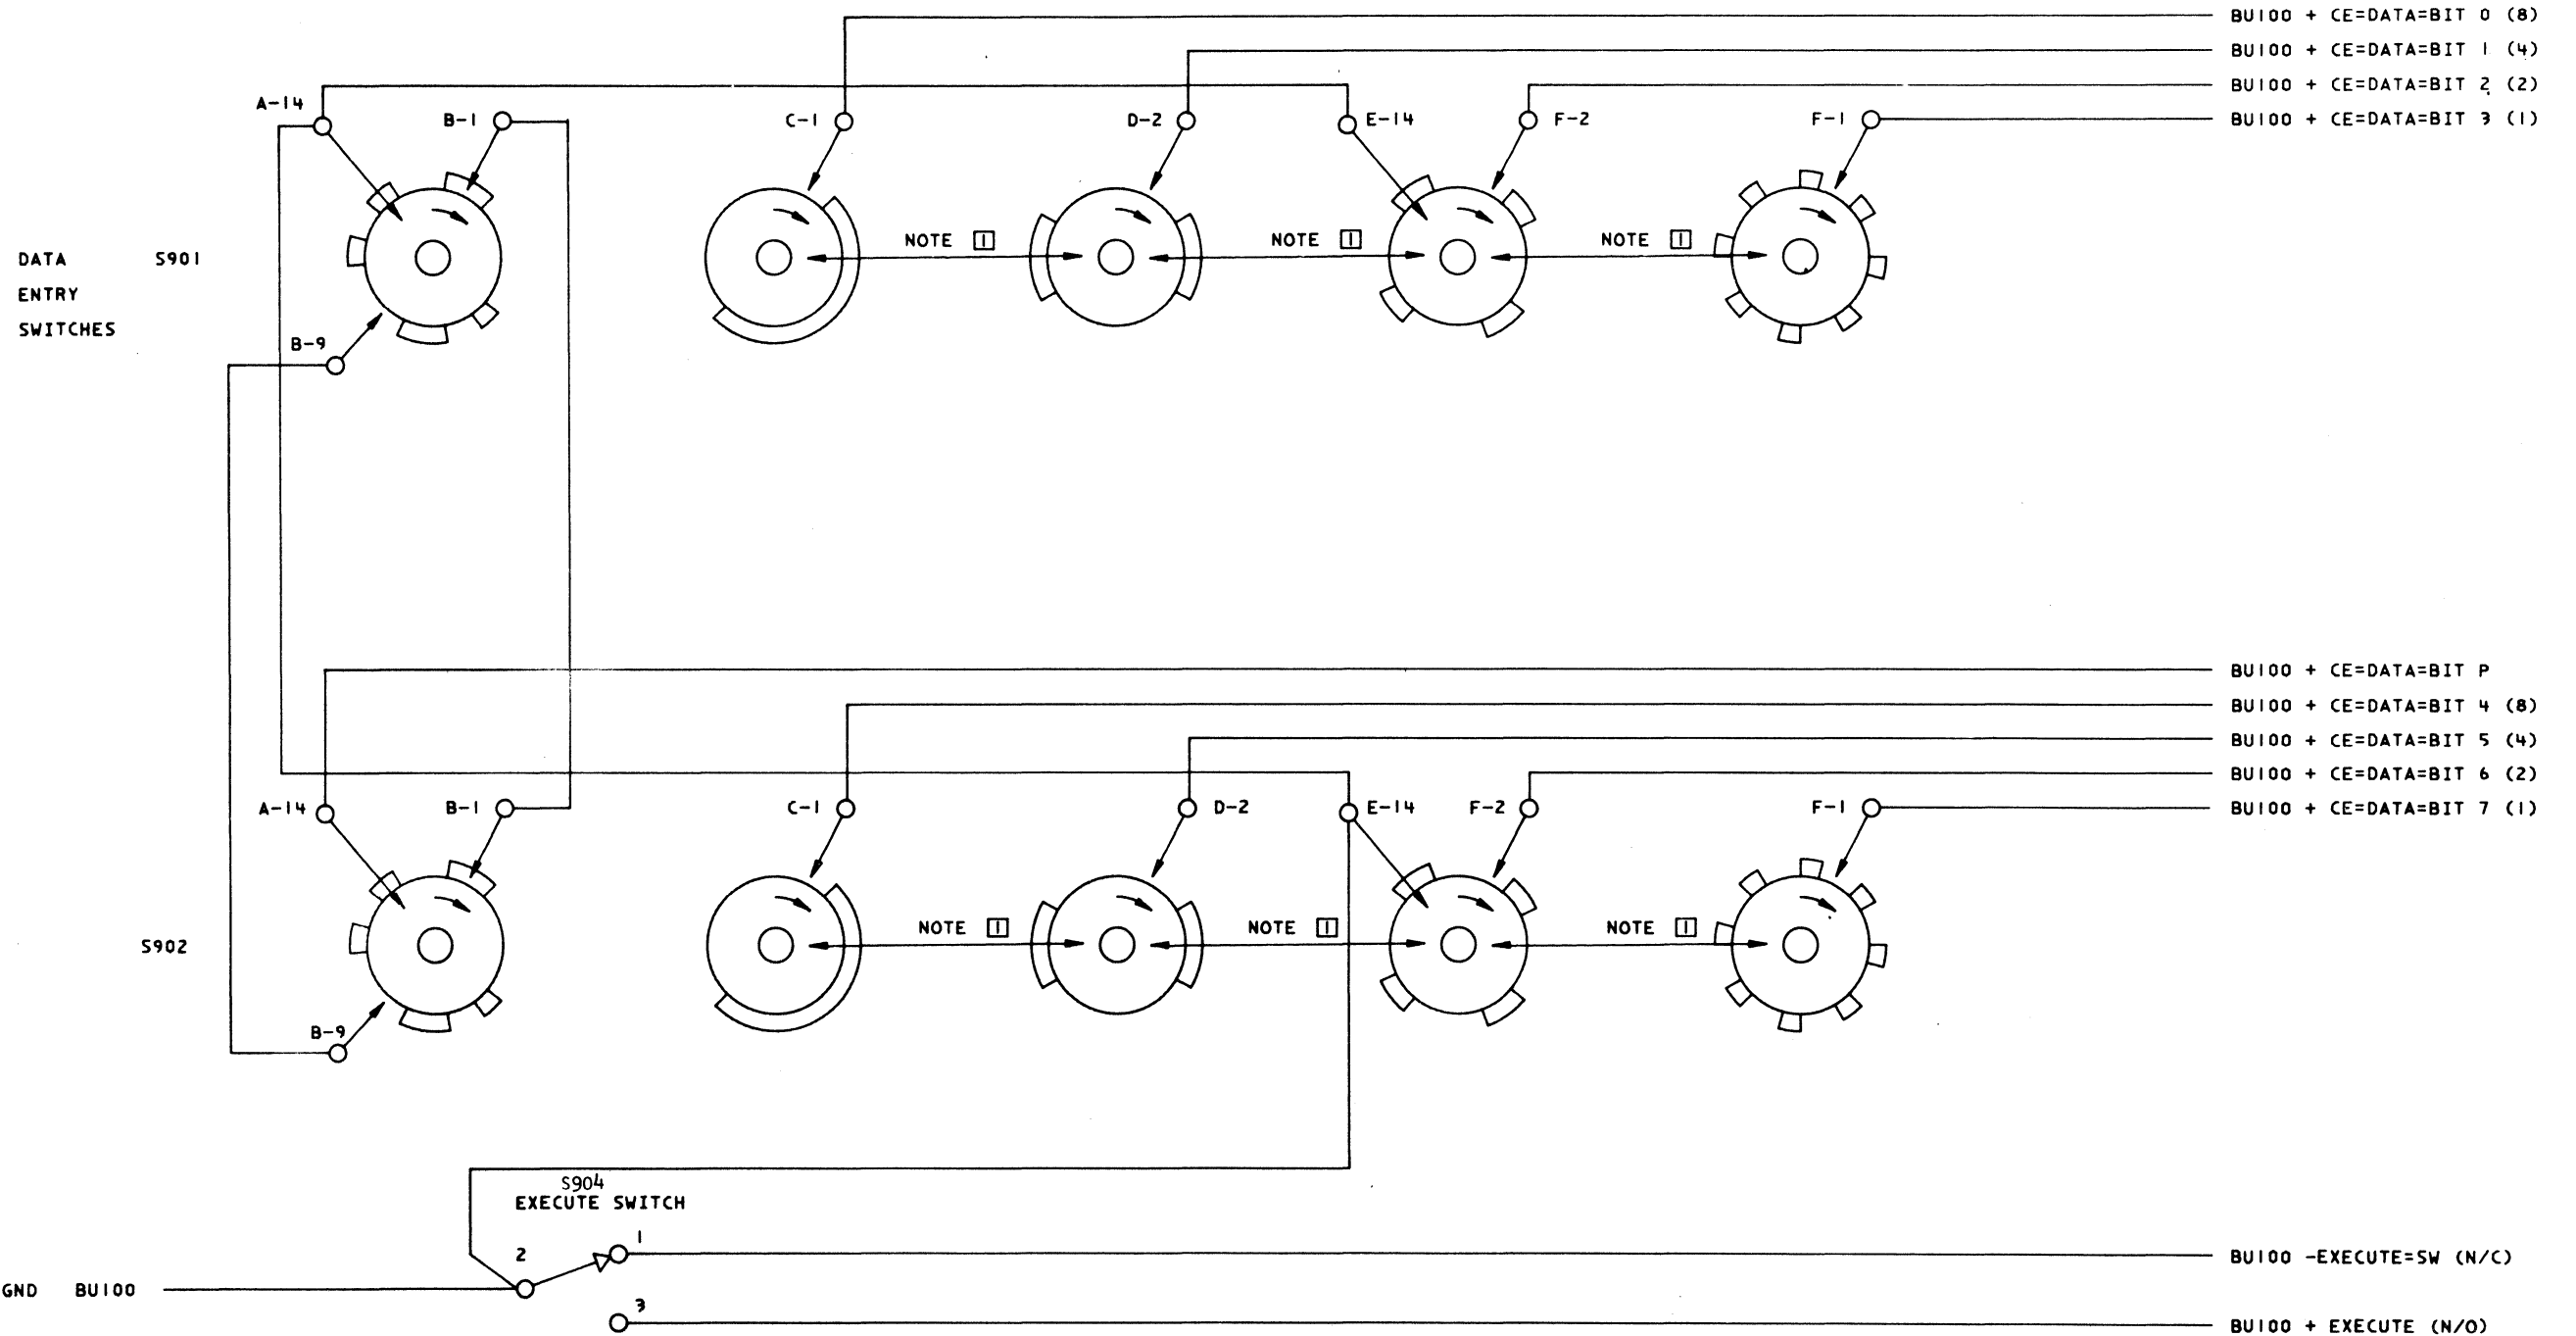 BU100 + CE=DATA=BIT 0 (8)
BU100 + CE=DATA=BIT 1 (4)
BU100 + CE=DATA=BIT 2 (2)
BU100 + CE=DATA=BIT 3 (1)
A-14
B-1
C-1
D-2
E-14
F-2
F-1
NOTE 1
NOTE 1
NOTE 1
DATA
ENTRY
SWITCHES
S901
B-9
BU100 + CE=DATA=BIT P
BU100 + CE=DATA=BIT 4 (8)
BU100 + CE=DATA=BIT 5 (4)
BU100 + CE=DATA=BIT 6 (2)
BU100 + CE=DATA=BIT 7 (1)
A-14
B-1
C-1
D-2
E-14
F-2
F-1
NOTE 1
NOTE 1
NOTE 1
S902
B-9
S904
EXECUTE SWITCH
1
2
3
GND BU100
BU100 -EXECUTE=SW (N/C)
BU100 + EXECUTE (N/O)